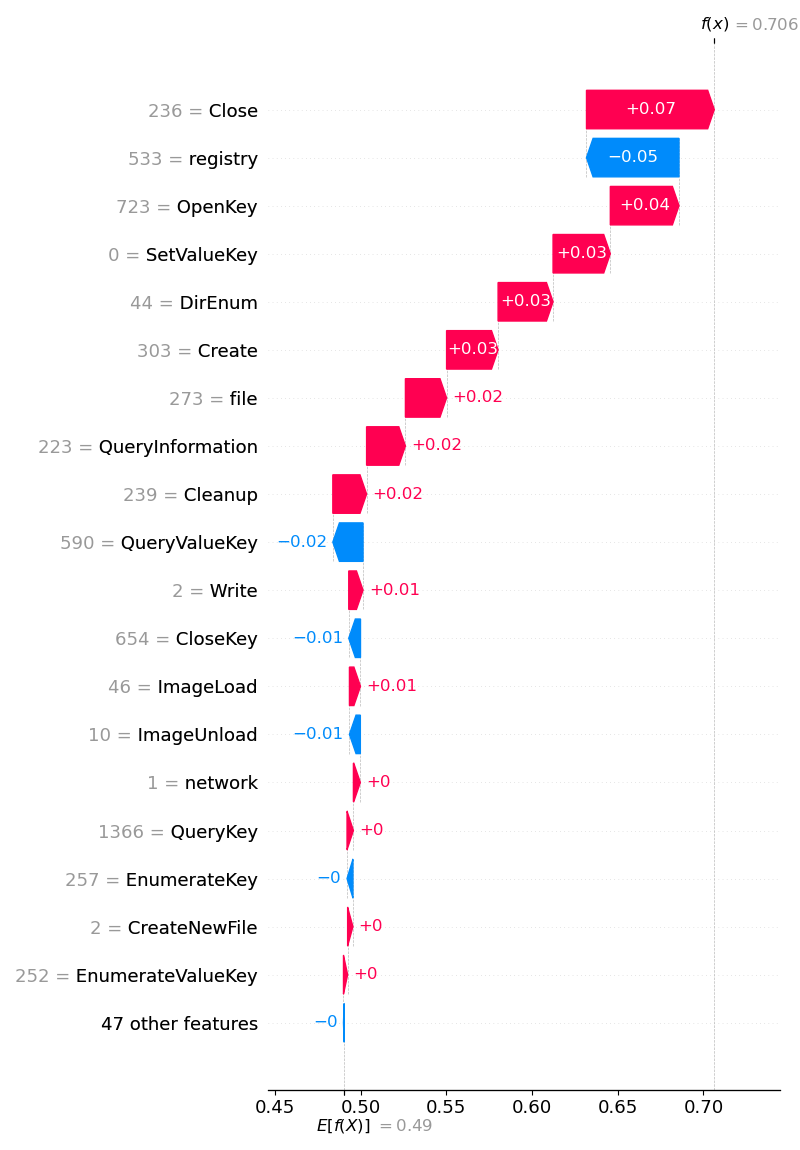 f(x) = 0.706
236 = Close +0.07
533 = registry −0.05
723 = OpenKey +0.04
0 = SetValueKey +0.03
44 = DirEnum +0.03
303 = Create +0.03
273 = file +0.02
223 = QueryInformation +0.02
239 = Cleanup +0.02
590 = QueryValueKey −0.02
2 = Write +0.01
654 = CloseKey −0.01
46 = ImageLoad +0.01
10 = ImageUnload −0.01
1 = network +0
1366 = QueryKey +0
257 = EnumerateKey −0
2 = CreateNewFile +0
252 = EnumerateValueKey +0
47 other features −0
0.45 0.50 0.55 0.60 0.65 0.70
E[f(X)] = 0.49